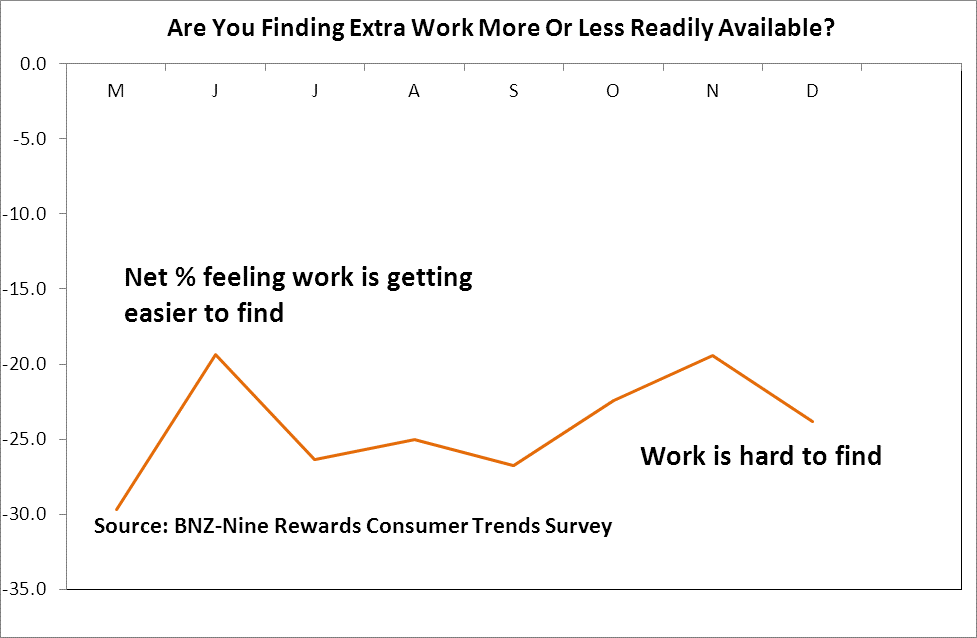 Are You Finding Extra Work More Or Less Readily Available?
0.0
M J J A S O N D
-5.0
-10.0
Net % feeling work is getting
-15.0
easier to find
-20.0
-25.0
Work is hard to find
-30.0
Source: BNZ-Nine Rewards Consumer Trends Survey
-35.0